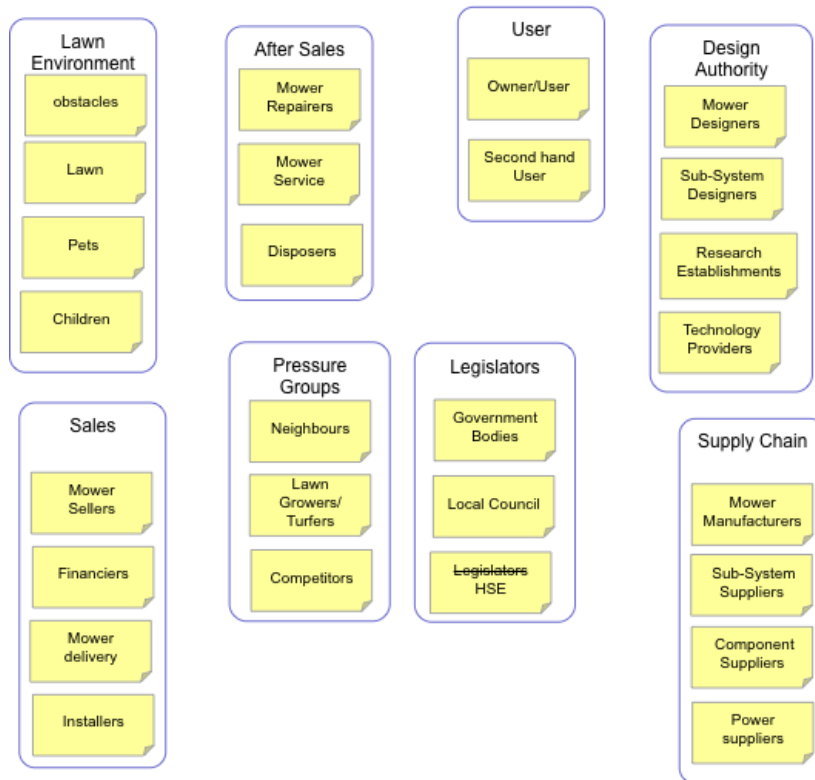 Lawn
Environment
obstacles
Lawn
Pets
Children
After Sales
Mower
Repairers
Mower
Service
Disposers
User
Owner/User
Second hand
User
Design
Authority
Mower
Designers
Sub-System
Designers
Research
Establishments
Technology
Providers
Sales
Mower
Sellers
Financiers
Mower
delivery
Installers
Pressure
Groups
Neighbours
Lawn
Growers/
Turfers
Competitors
Legislators
Government
Bodies
Local Council
Legislators
HSE
Supply Chain
Mower
Manufacturers
Sub-System
Suppliers
Component
Suppliers
Power
suppliers